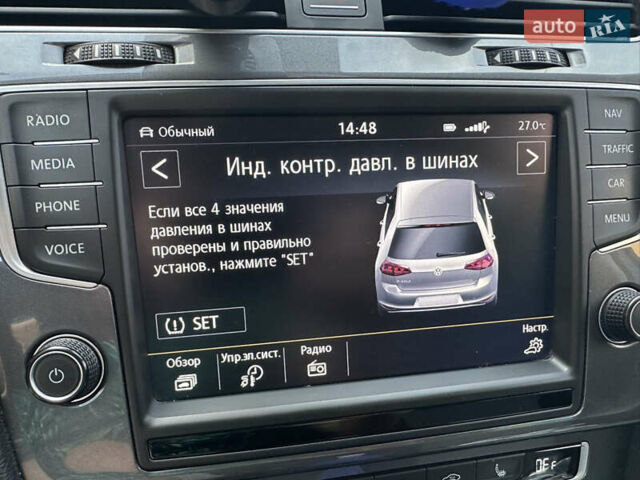 auto RIA
RADIO
MEDIA
PHONE
VOICE
NAV
TRAFFIC
CAR
MENU
Обычный
14:48
27.0°C
Инд. контр. давл. в шинах
Если все 4 значения
давления в шинах
проверены и правильно
установ., нажмите "SET"
SET
Обзор
Упр.эл.сист.
Радио
Настр.